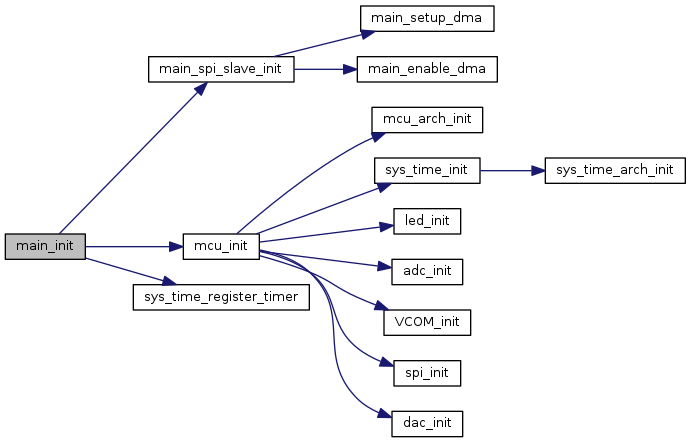 main_setup_dma
main_spi_slave_init
main_enable_dma
mcu_arch_init
sys_time_init
sys_time_arch_init
led_init
main_init
mcu_init
adc_init
sys_time_register_timer
VCOM_init
spi_init
dac_init